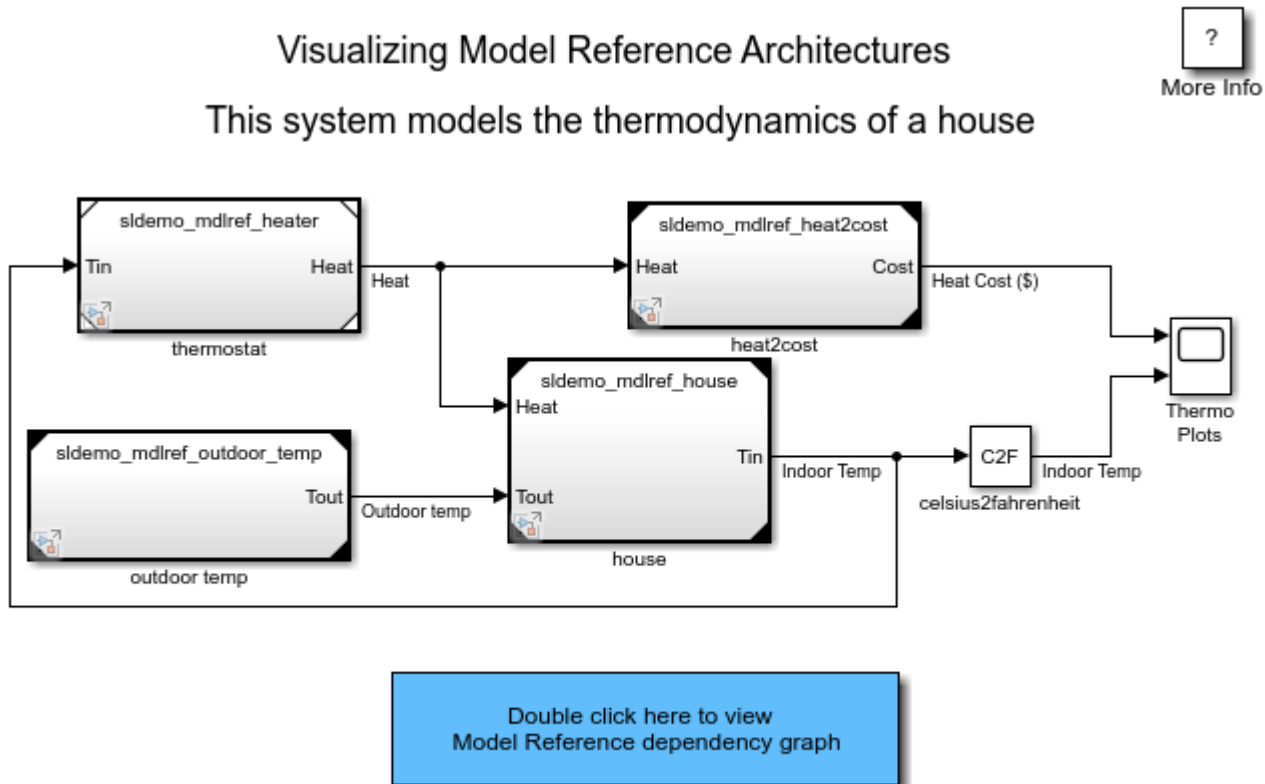 Visualizing Model Reference Architectures
?
More Info
This system models the thermodynamics of a house
sldemo_mdlref_heater
Tin
Heat
Heat
thermostat
sldemo_mdlref_heat2cost
Heat
Cost
Heat Cost ($)
heat2cost
Thermo
Plots
sldemo_mdlref_house
Heat
Tout
Tin
Indoor Temp
house
sldemo_mdlref_outdoor_temp
Tout
Outdoor temp
outdoor temp
C2F
Indoor Temp
celsius2fahrenheit
Double click here to view
Model Reference dependency graph